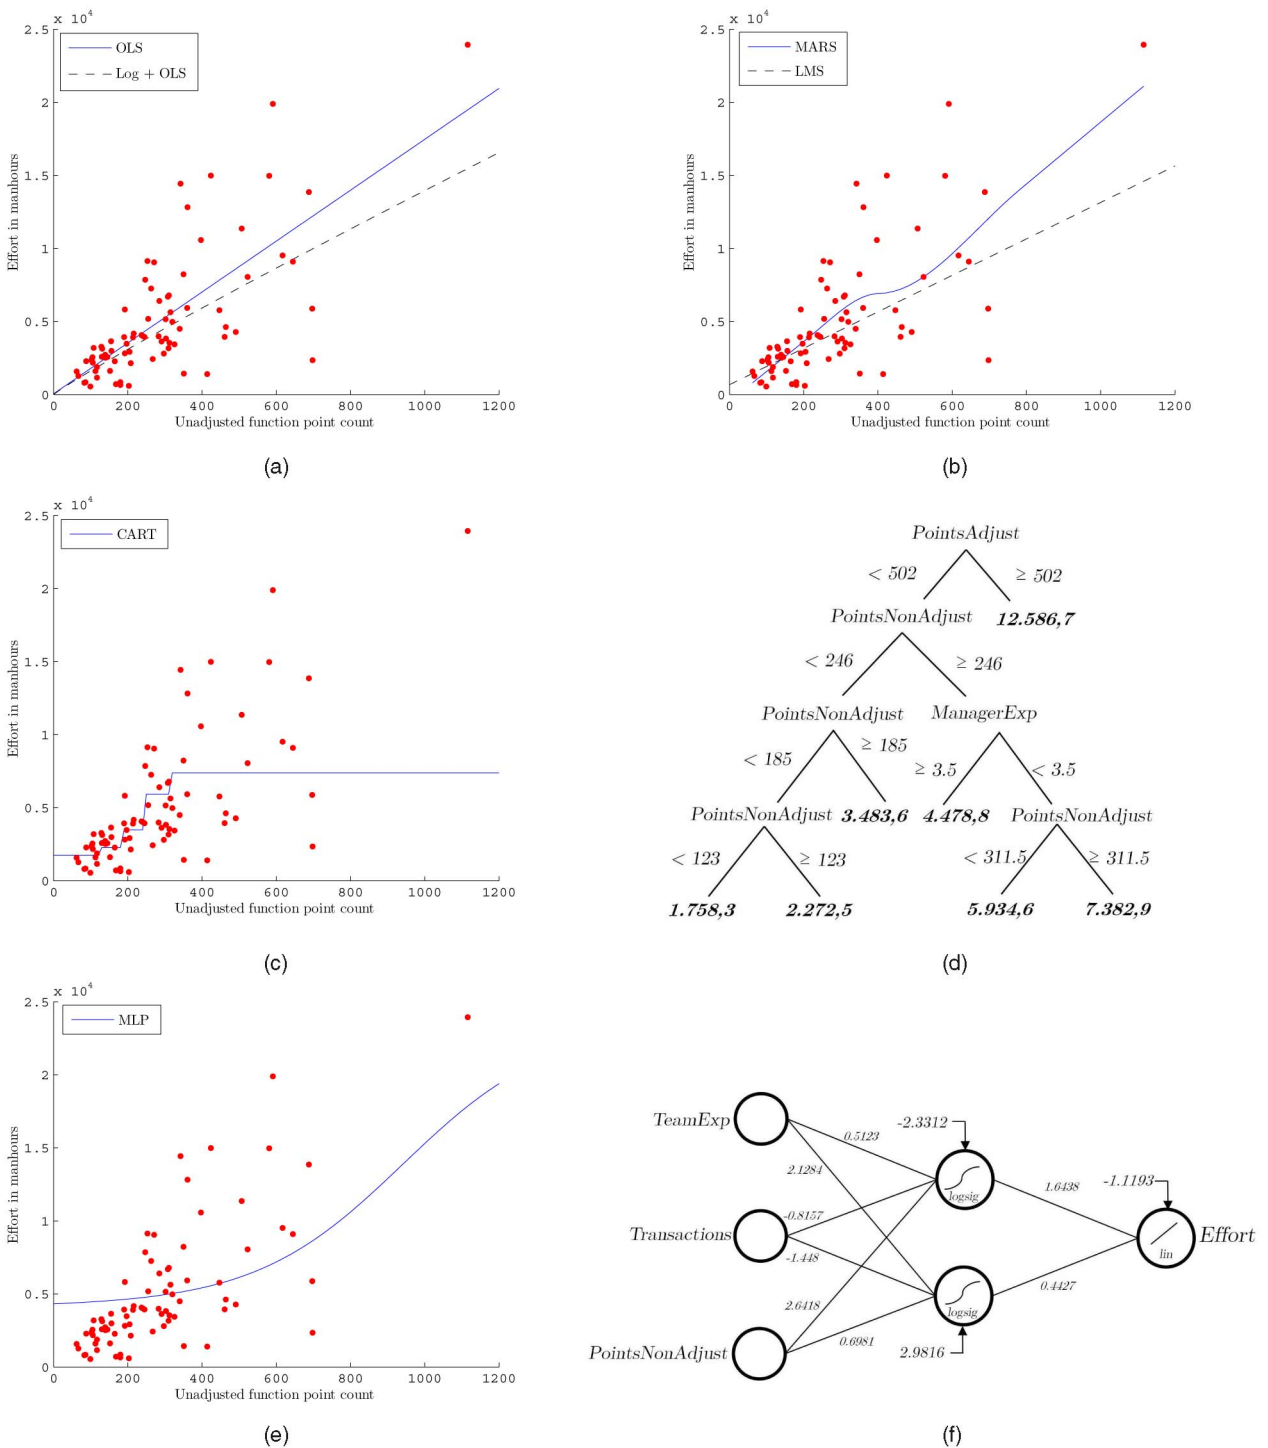 x 10^4
2.5
2
1.5
1
0.5
0
Effort in manhours
OLS
Log + OLS
0 200 400 600 800 1000 1200
Unadjusted function point count
(a)
x 10^4
2.5
2
1.5
1
0.5
0
Effort in manhours
MARS
LMS
0 200 400 600 800 1000 1200
Unadjusted function point count
(b)
x 10^4
2.5
2
1.5
1
0.5
0
Effort in manhours
CART
0 200 400 600 800 1000 1200
Unadjusted function point count
(c)
PointsAdjust
< 502 ≥ 502
PointsNonAdjust 12.586,7
< 246 ≥ 246
PointsNonAdjust ManagerExp
< 185 ≥ 185 ≥ 3.5 < 3.5
PointsNonAdjust 3.483,6 4.478,8 PointsNonAdjust
< 123 ≥ 123 < 311.5 ≥ 311.5
1.758,3 2.272,5 5.934,6 7.382,9
(d)
x 10^4
2.5
2
1.5
1
0.5
0
Effort in manhours
MLP
0 200 400 600 800 1000 1200
Unadjusted function point count
(e)
TeamExp
Transactions
PointsNonAdjust
0.5123
2.1284
-0.8157
-1.448
2.6418
0.6981
-2.3312
logsig
logsig
2.9816
1.6438
0.4427
-1.1193
lin
Effort
(f)